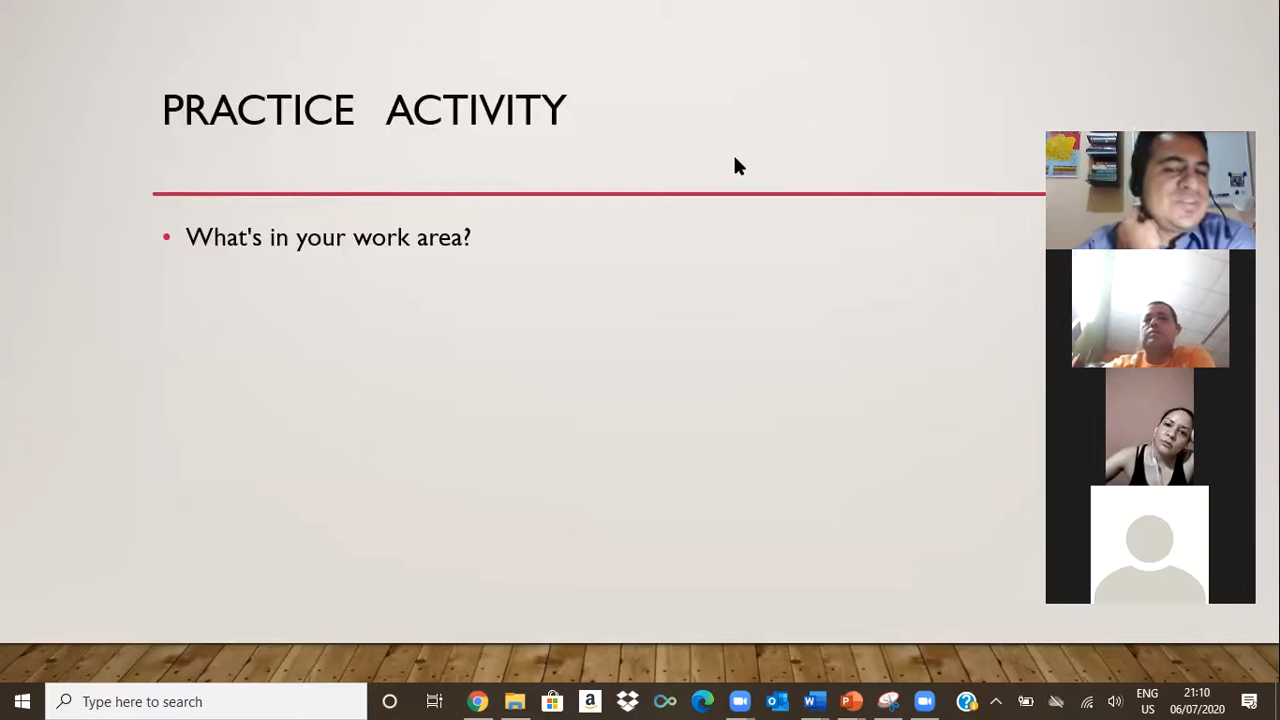 PRACTICE ACTIVITY
• What's in your work area?
Type here to search
ENG
US
21:10
06/07/2020